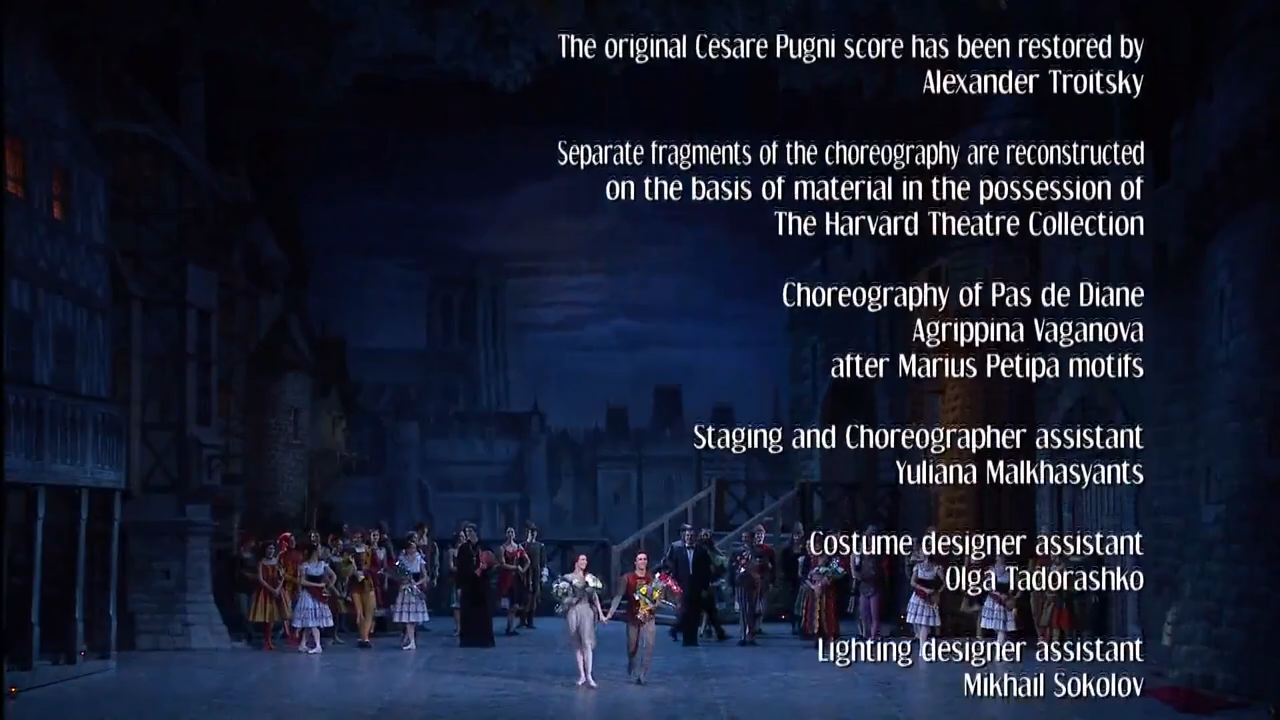 The original Cesare Pugni score has been restored by
Alexander Troitsky
Separate fragments of the choreography are reconstructed
on the basis of material in the possession of
The Harvard Theatre Collection
Choreography of Pas de Diane
Agrippina Vaganova
after Marius Petipa motifs
Staging and Choreographer assistant
Yuliana Malkhasyants
Costume designer assistant
Olga Tadorashko
Lighting designer assistant
Mikhail Sokolov